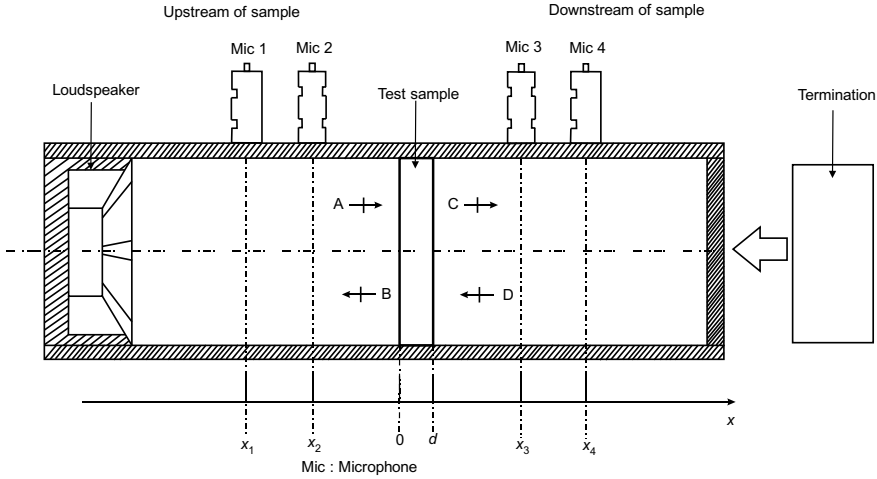 Upstream of sample
Downstream of sample
Mic 1
Mic 2
Mic 3
Mic 4
Loudspeaker
Test sample
Termination
A
C
B
D
x1
x2
0
d
x3
x4
x
Mic : Microphone